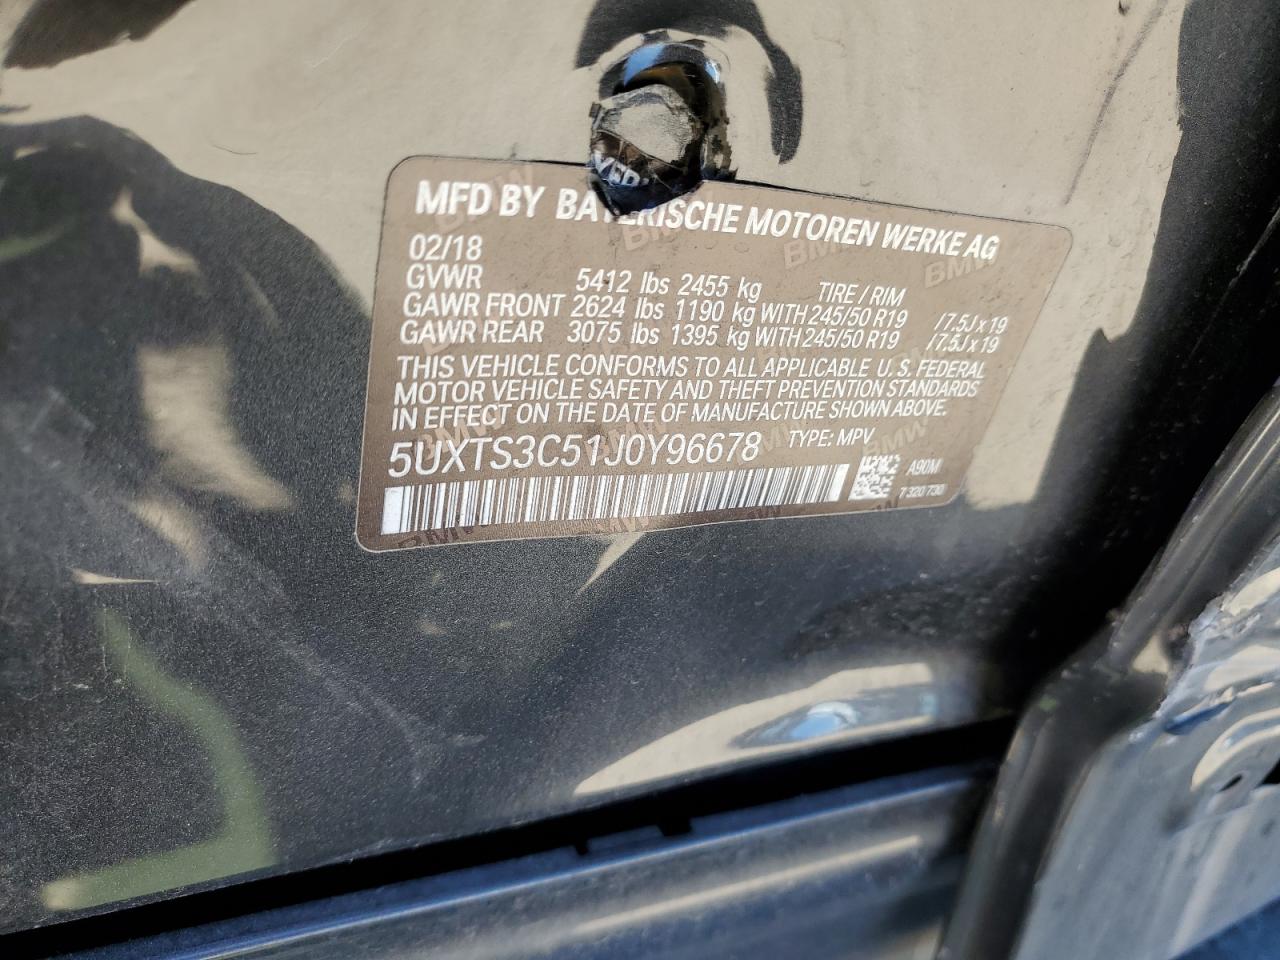 MFD BY BAYERISCHE MOTOREN WERKE AG
02/18
GVWR 5412 lbs 2455 kg TIRE / RIM
GAWR FRONT 2624 lbs 1190 kg WITH 245/50 R19 /7.5J x 19
GAWR REAR 3075 lbs 1395 kg WITH 245/50 R19 /7.5J x 19
THIS VEHICLE CONFORMS TO ALL APPLICABLE U.S. FEDERAL
MOTOR VEHICLE SAFETY AND THEFT PREVENTION STANDARDS
IN EFFECT ON THE DATE OF MANUFACTURE SHOWN ABOVE.
5UXTS3C51J0Y96678 TYPE: MPV
A90M
7 320 730